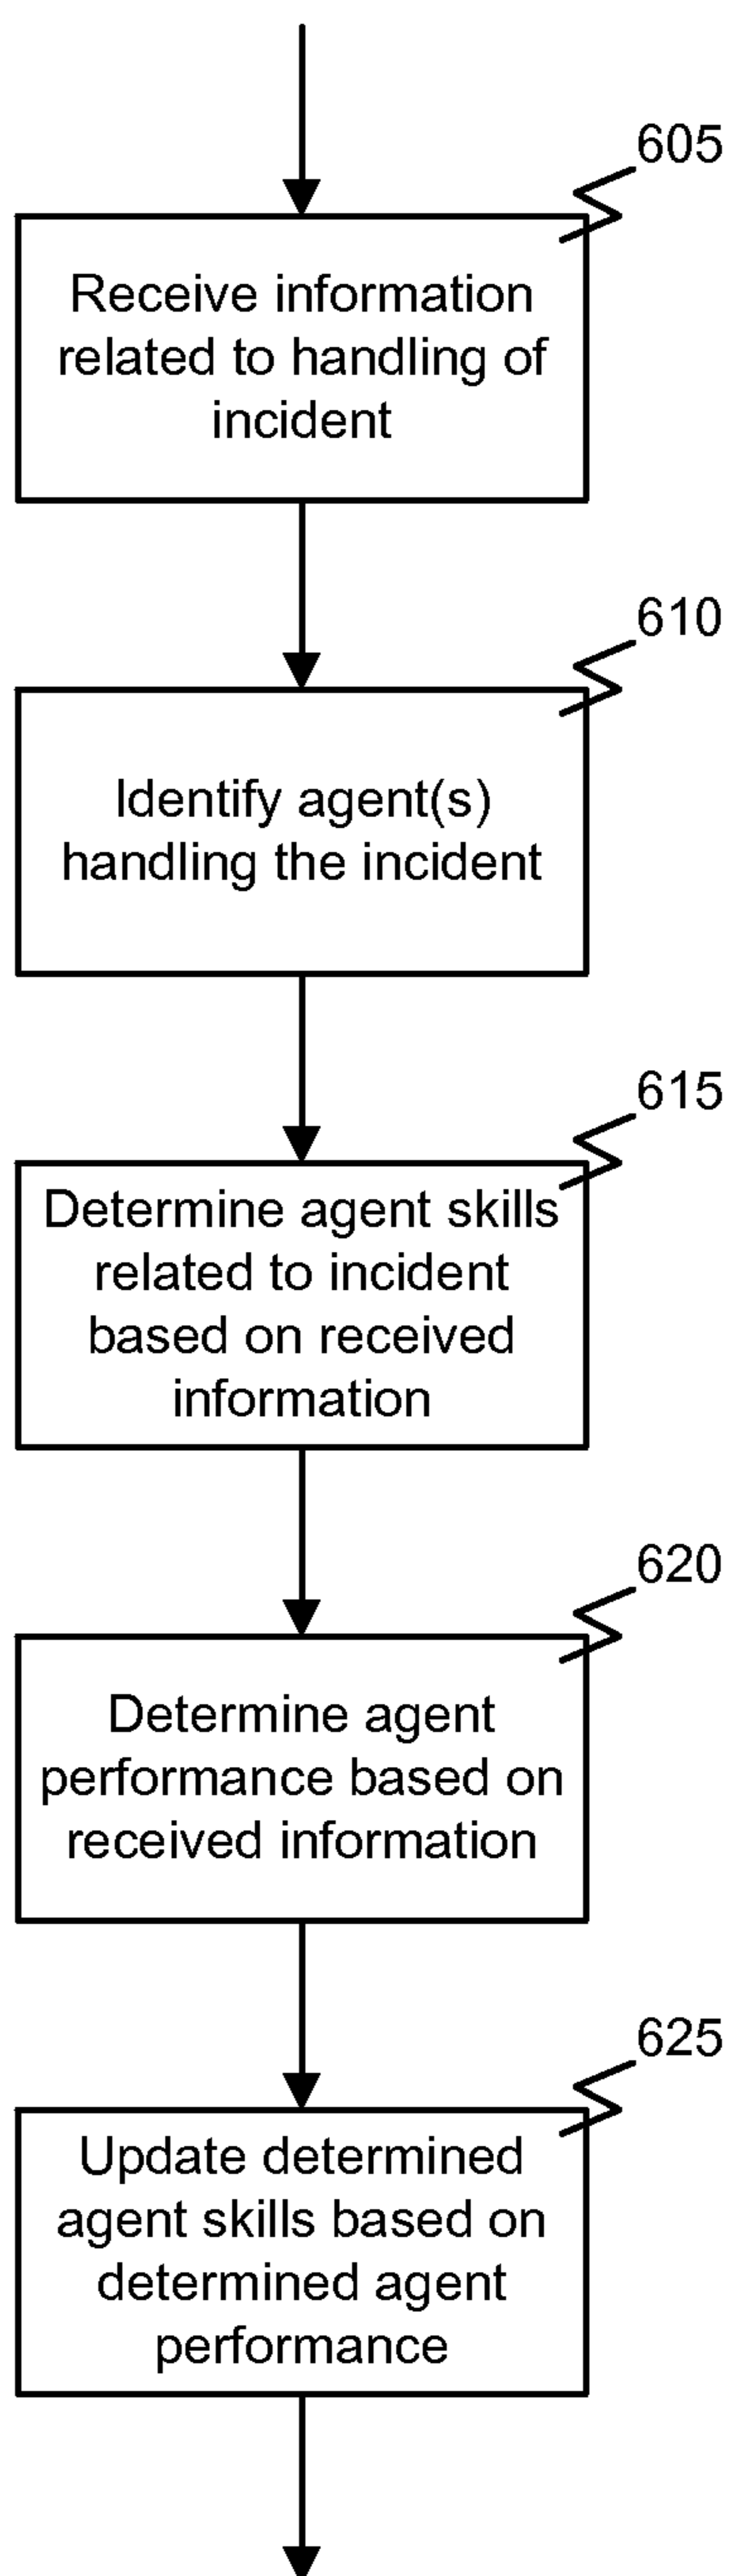 605
Receive information
related to handling of
incident
610
Identify agent(s)
handling the incident
615
Determine agent skills
related to incident
based on received
information
620
Determine agent
performance based on
received information
625
Update determined
agent skills based on
determined agent
performance